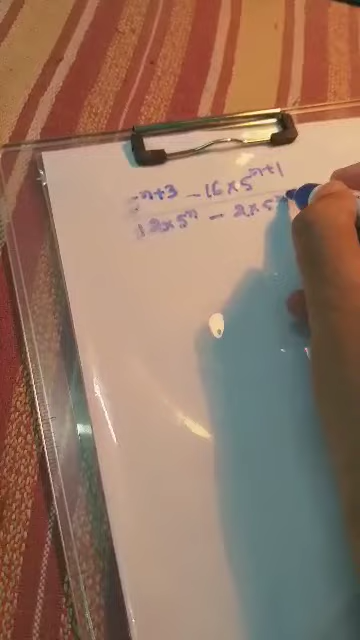 ⁿ⁺³ - 16 × 5ⁿ⁺¹
12 × 5ⁿ - 2 × 5